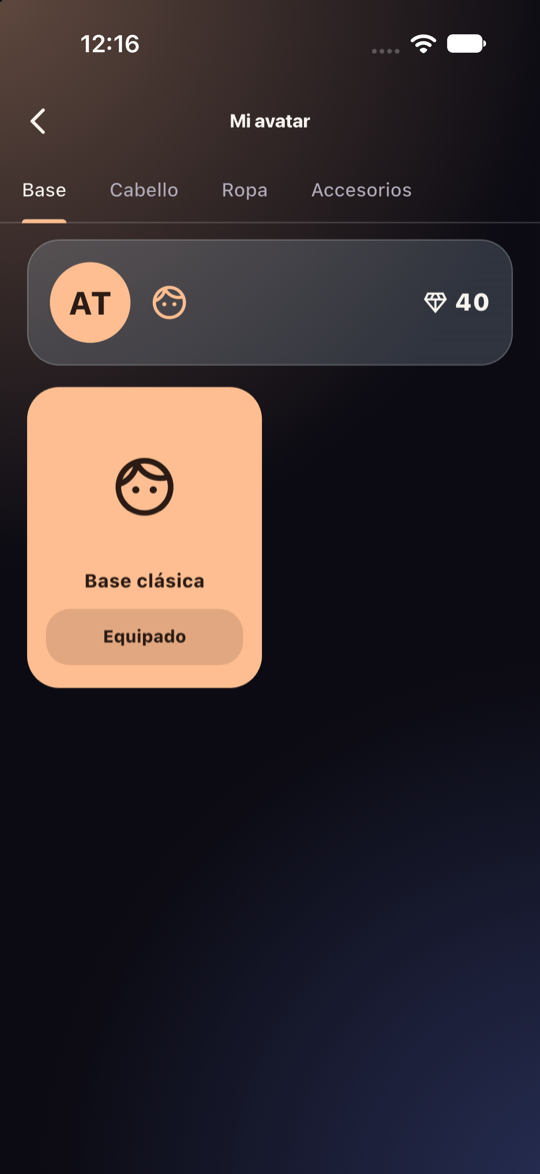 12:16
Mi avatar
Base Cabello Ropa Accesorios
AT 40
Base clásica
Equipado